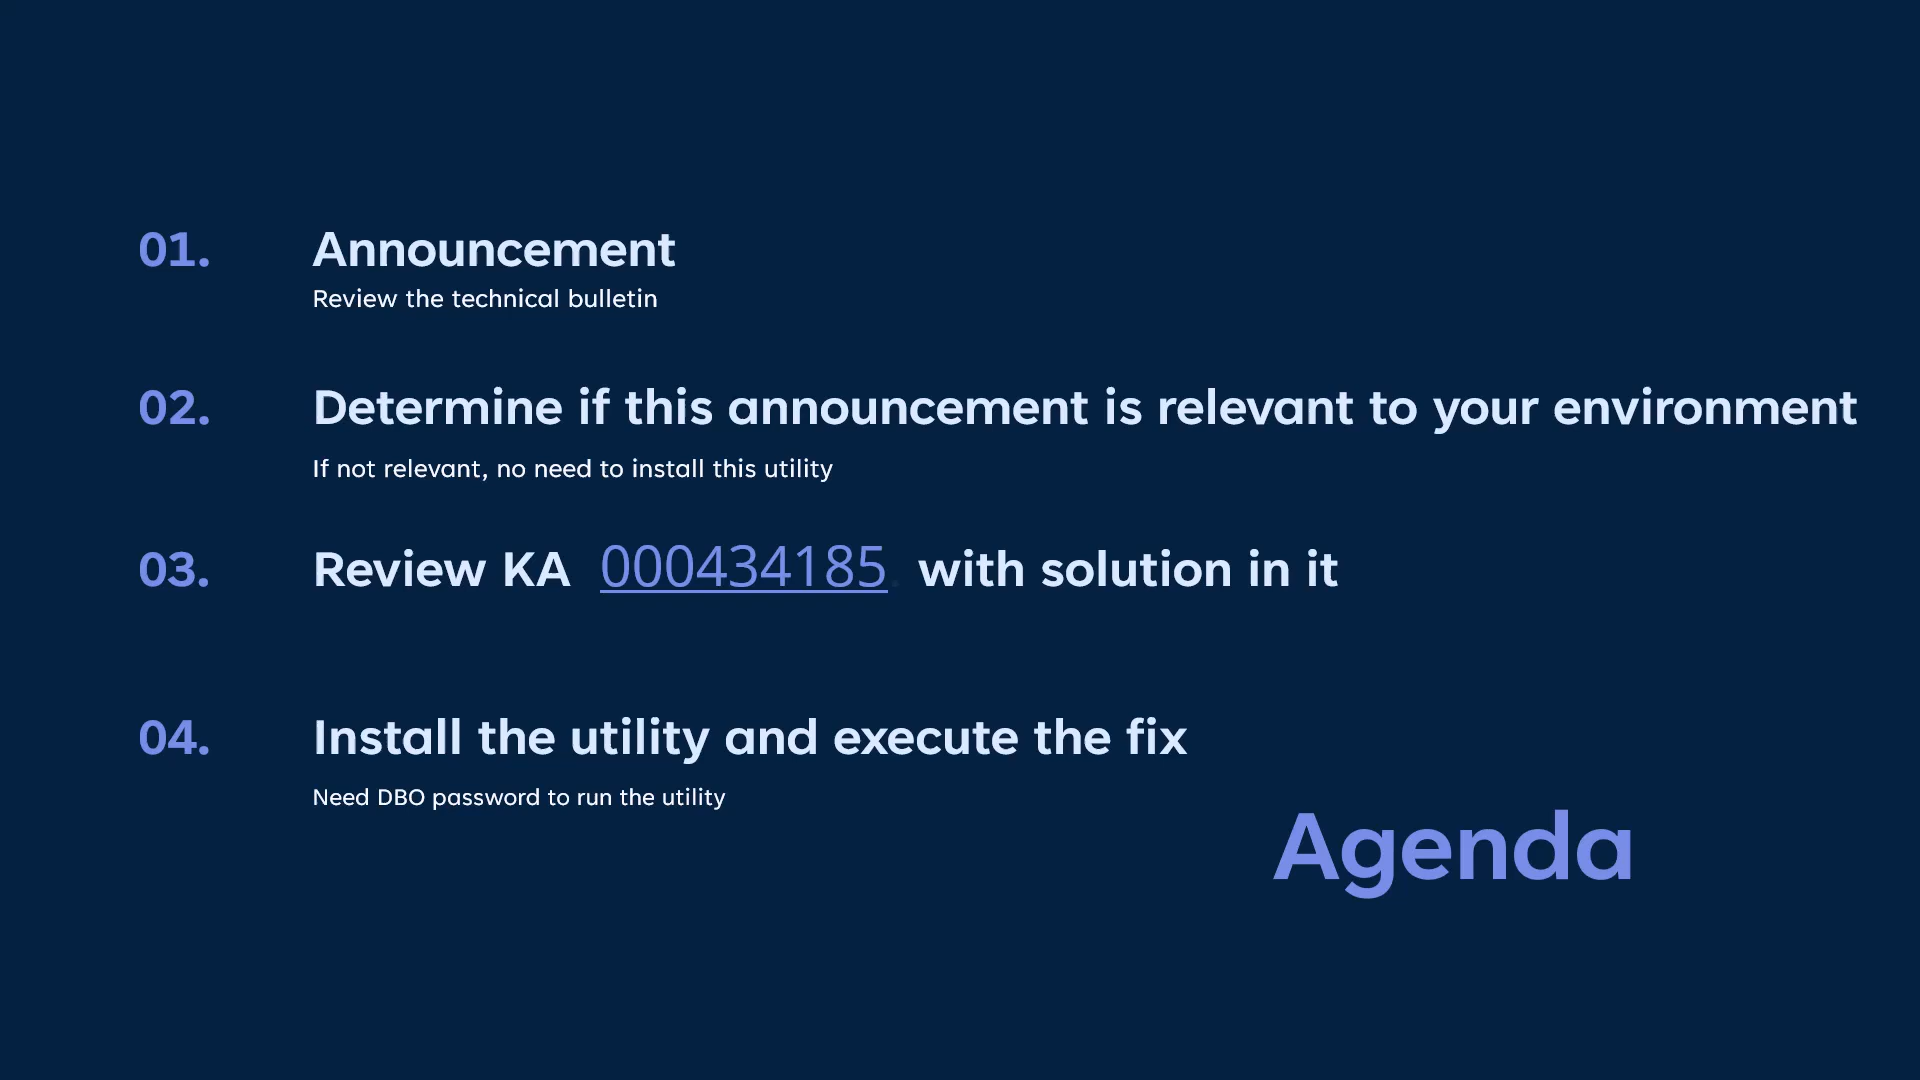 01. Announcement
Review the technical bulletin
02. Determine if this announcement is relevant to your environment
If not relevant, no need to install this utility
03. Review KA 000434185. with solution in it
04. Install the utility and execute the fix
Need DBO password to run the utility
Agenda